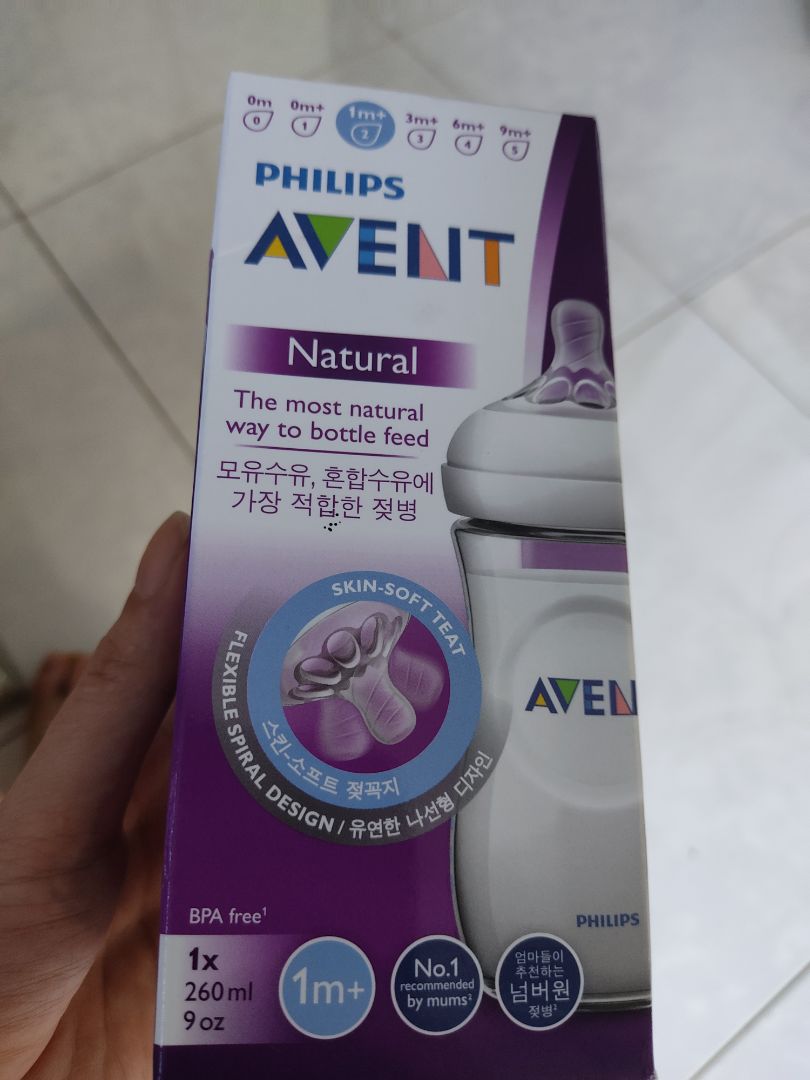 0m 0m+ 1m+ 3m+ 6m+ 9m+
0 1 2 3 4 5
PHILIPS
AVENT
Natural
The most natural
way to bottle feed
모유수유, 혼합수유에
가장 적합한 젖병
SKIN-SOFT TEAT
스킨-소프트 젖꼭지
FLEXIBLE SPIRAL DESIGN / 유연한 나선형 디자인
AVEN
PHILIPS
BPA free¹
1x
260 ml
9 oz
1m+
No.1
recommended
by mums²
엄마들이
추천하는
넘버원
젖병²